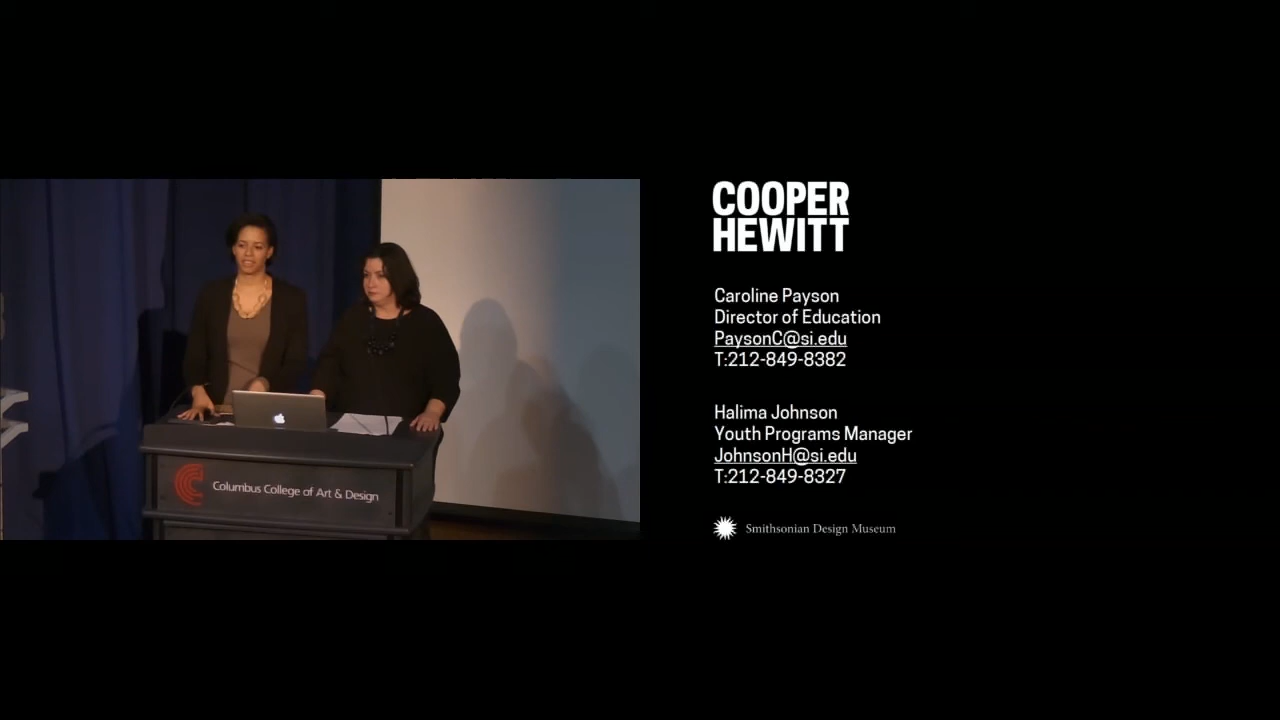 COOPER
HEWITT
Caroline Payson
Director of Education
PaysonC@si.edu
T:212-849-8382
Halima Johnson
Youth Programs Manager
JohnsonH@si.edu
T:212-849-8327
Smithsonian Design Museum
Columbus College of Art & Design